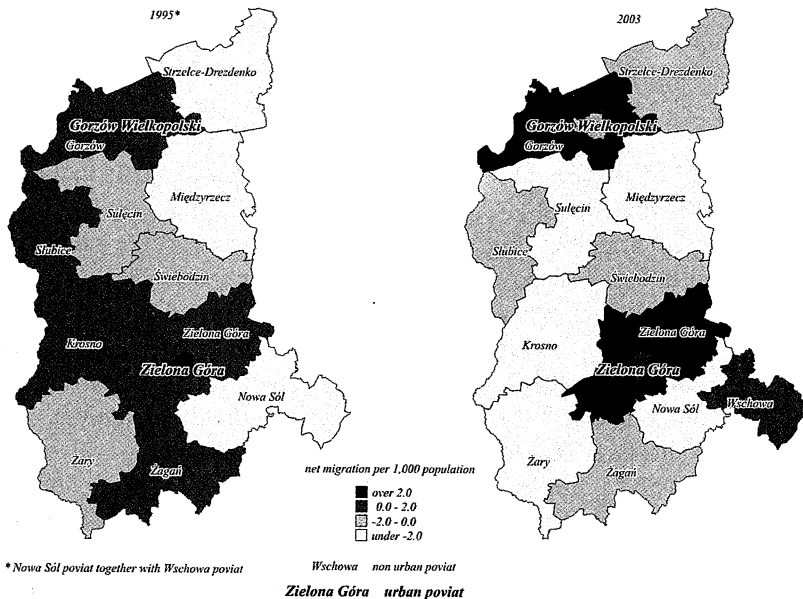 1995*
Strzelce-Drezdenko
Gorzów Wielkopolski
Gorzów
Międzyrzecz
Sulęcin
Słubice
Świebodzin
Zielona Góra
Krosno
Zielona Góra
Nowa Sól
Żary
Żagań
2003
Strzelce-Drezdenko
Gorzów Wielkopolski
Gorzów
Międzyrzecz
Sulęcin
Słubice
Świebodzin
Zielona Góra
Krosno
Zielona Góra
Wschowa
Nowa Sól
Żary
Żagań
net migration per 1,000 population
over 2.0
0.0 - 2.0
-2.0 - 0.0
under -2.0
* Nowa Sól poviat together with Wschowa poviat
Wschowa non urban poviat
Zielona Góra urban poviat